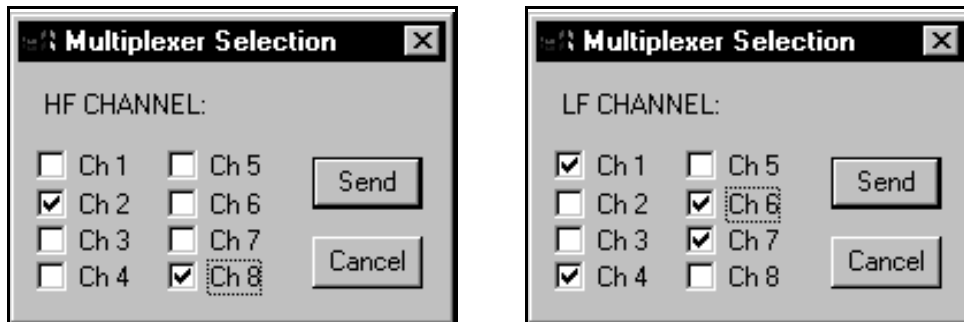 Multiplexer Selection
HF CHANNEL:
Ch 1 Ch 5
Ch 2 Ch 6
Ch 3 Ch 7
Ch 4 Ch 8
Send
Cancel
Multiplexer Selection
LF CHANNEL:
Ch 1 Ch 5
Ch 2 Ch 6
Ch 3 Ch 7
Ch 4 Ch 8
Send
Cancel